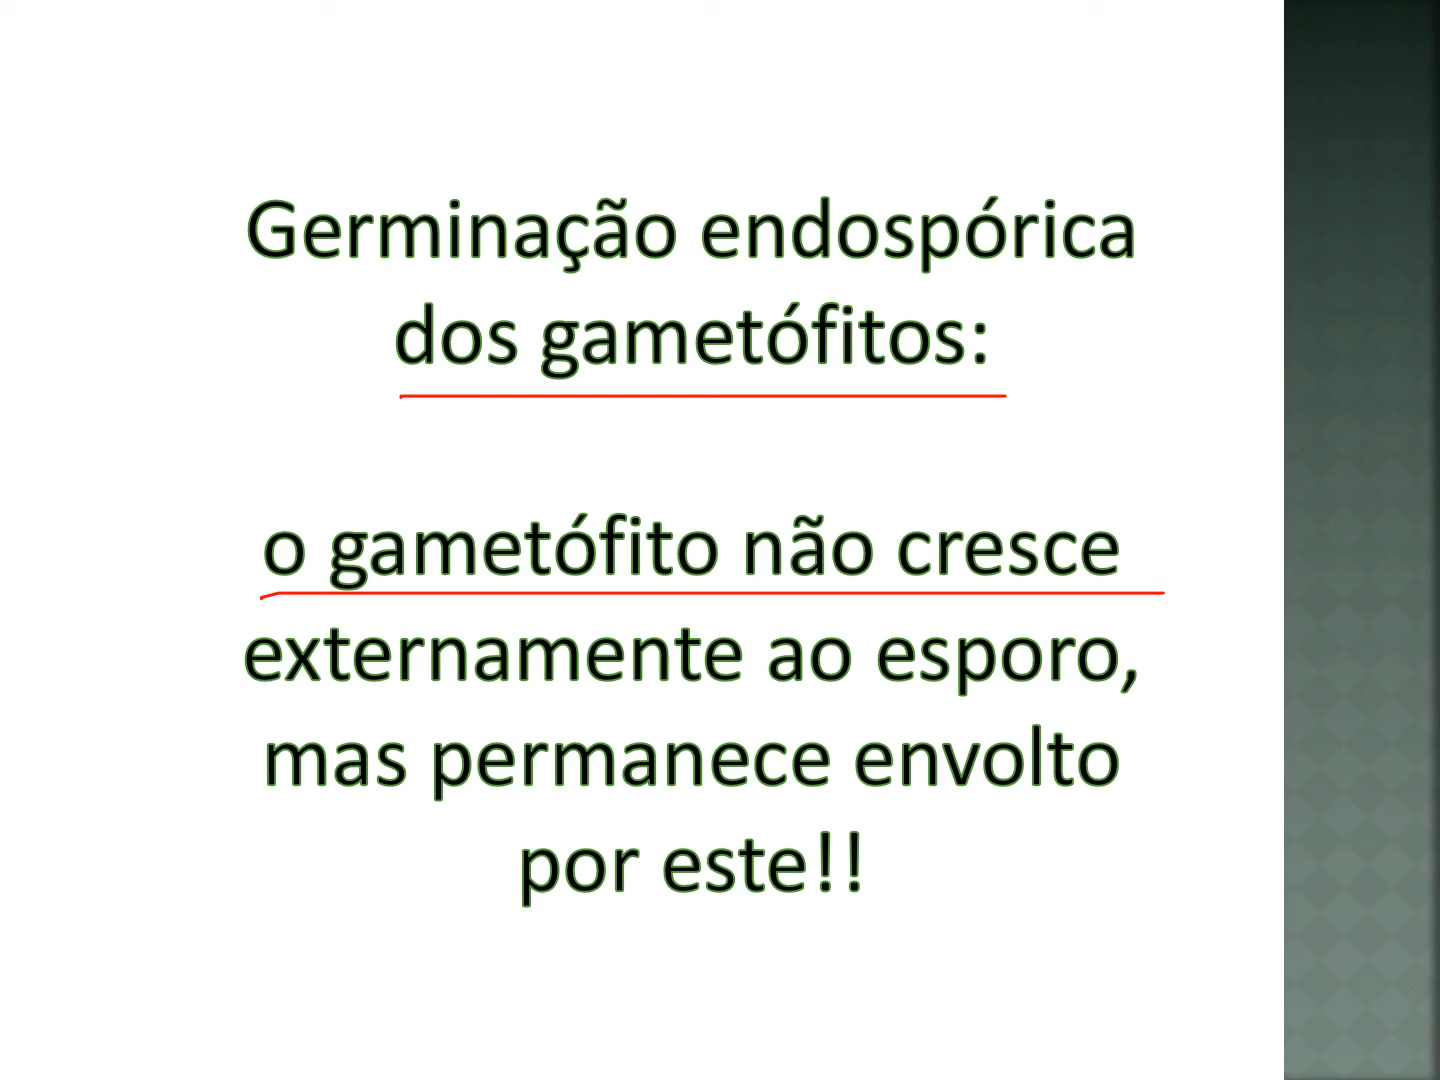 Germinação endospórica
dos gametófitos:
o gametófito não cresce
externamente ao esporo,
mas permanece envolto
por este!!